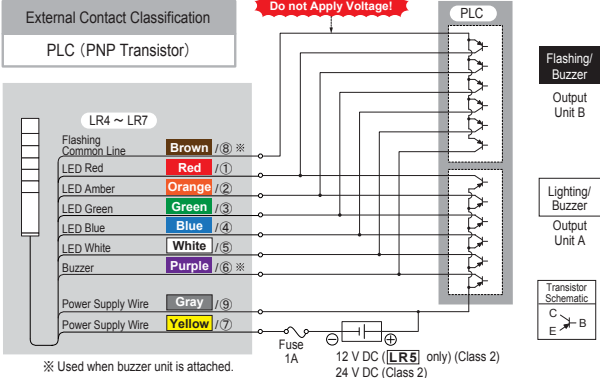 External Contact Classification
PLC (PNP Transistor)
Do not Apply Voltage!
PLC
Flashing/
Buzzer
Output
Unit B
LR4 ~ LR7
Flashing
Common Line
Brown /⑧ ※
LED Red
Red /①
LED Amber
Orange /②
LED Green
Green /③
LED Blue
Blue /④
LED White
White /⑤
Buzzer
Purple /⑥ ※
Lighting/
Buzzer
Output
Unit A
Power Supply Wire
Gray /⑨
Power Supply Wire
Yellow /⑦
Fuse
1A
⊖ ⊕
12 V DC (LR5 only) (Class 2)
24 V DC (Class 2)
※ Used when buzzer unit is attached.
Transistor
Schematic
C
E
B